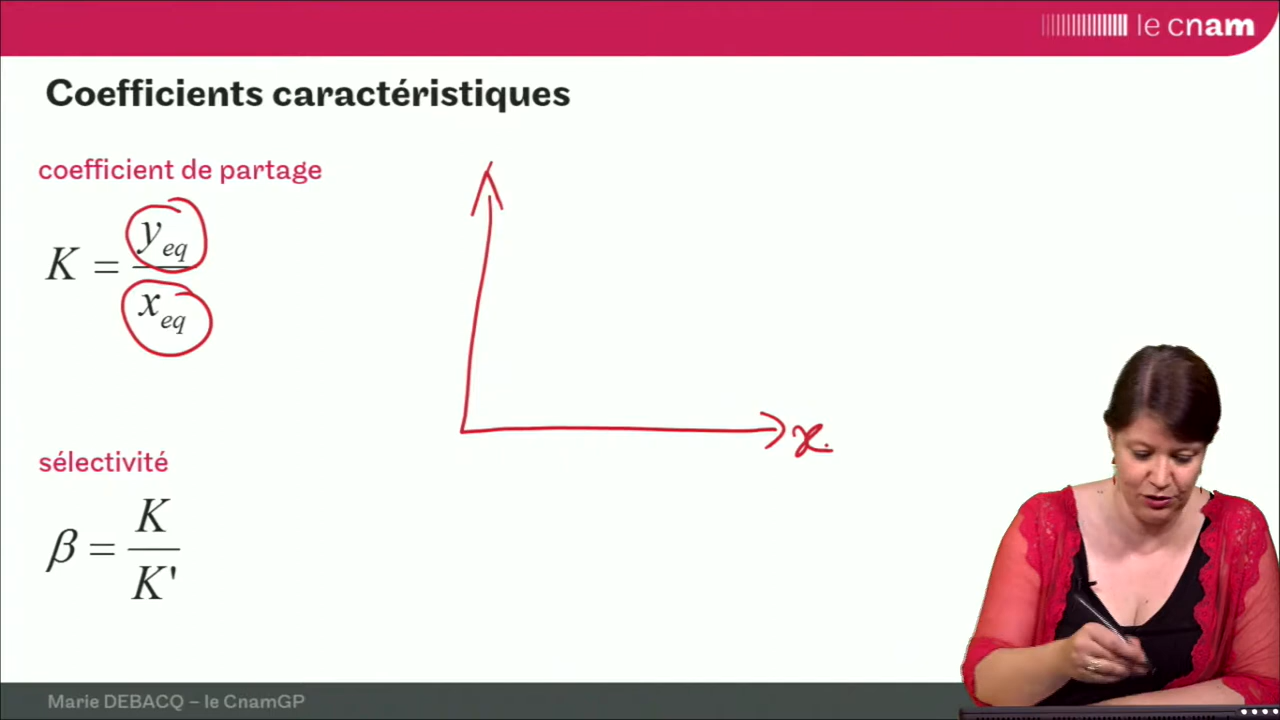 le cnam
Coefficients caractéristiques
coefficient de partage
K = y_eq / x_eq
x
sélectivité
β = K / K'
Marie DEBACQ – le CnamGP